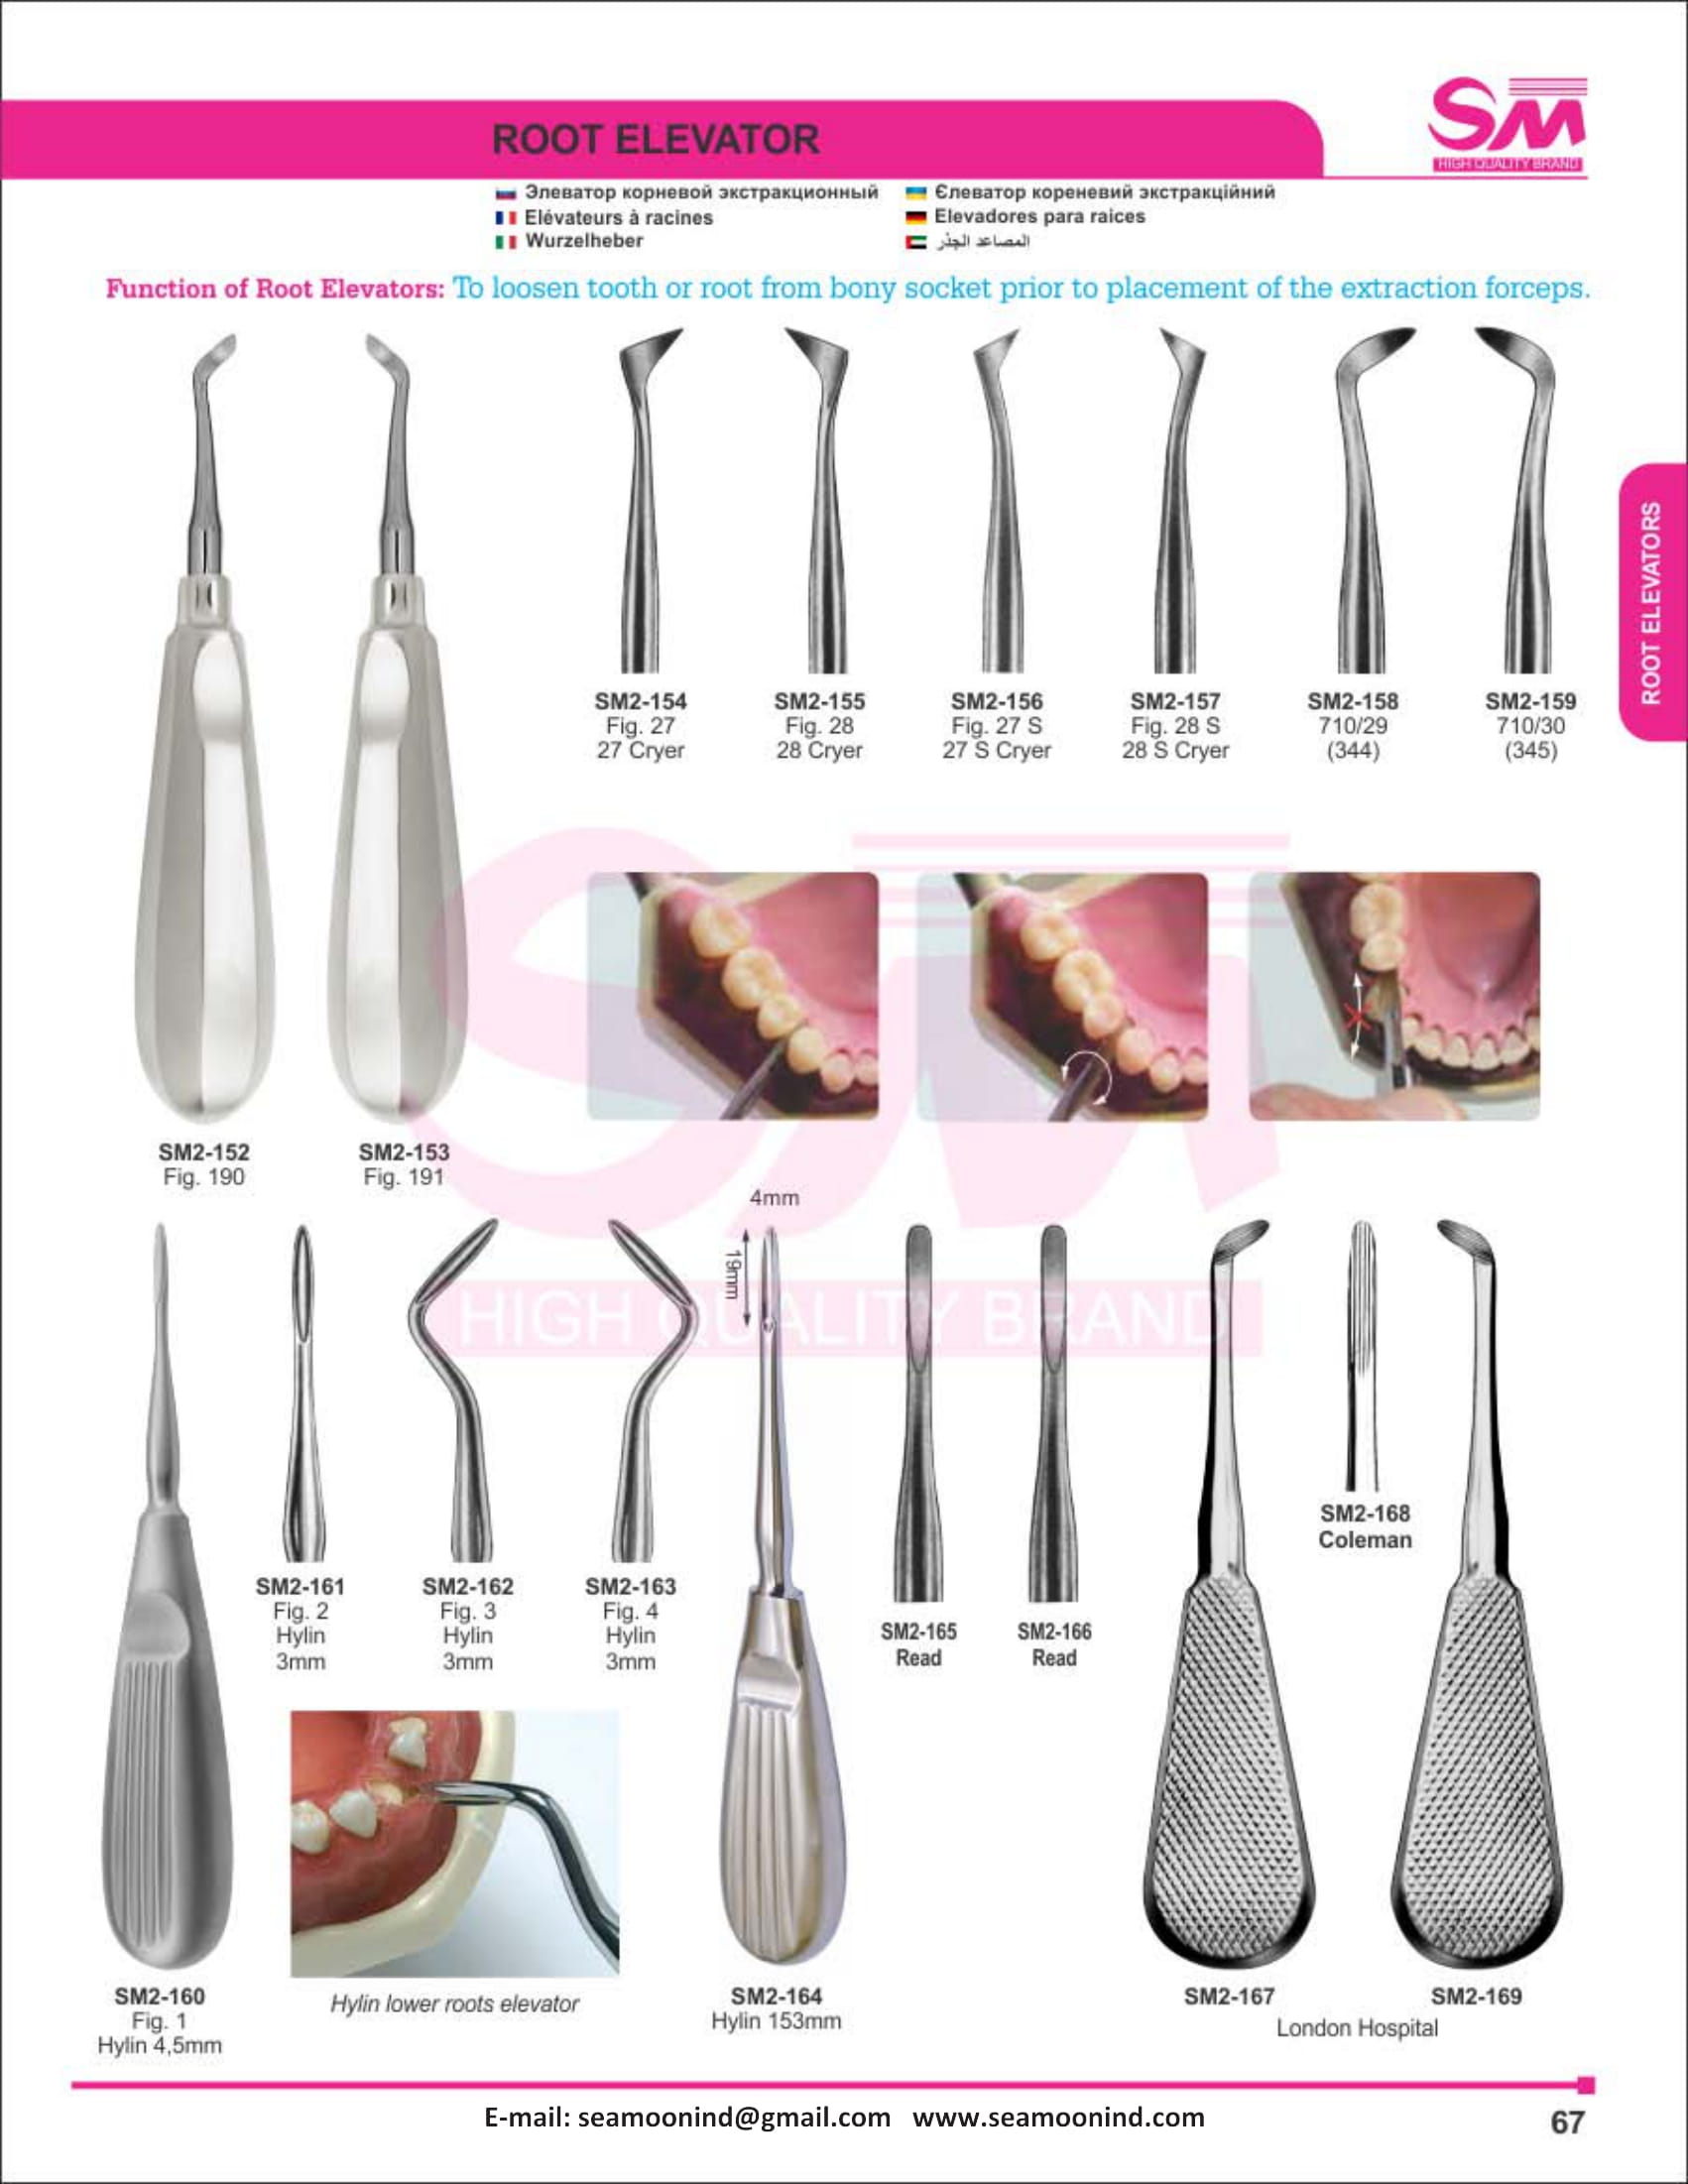 SM
HIGH QUALITY BRAND
ROOT ELEVATOR
Элеватор корневой экстракционный
Elévateurs à racines
Wurzelheber
Єлеватор кореневий экстракційний
Elevadores para raices
المصاعد الجذر
Function of Root Elevators: To loosen tooth or root from bony socket prior to placement of the extraction forceps.
ROOT ELEVATORS
SM2-154
Fig. 27
27 Cryer
SM2-155
Fig. 28
28 Cryer
SM2-156
Fig. 27 S
27 S Cryer
SM2-157
Fig. 28 S
28 S Cryer
SM2-158
710/29
(344)
SM2-159
710/30
(345)
SM2-152
Fig. 190
SM2-153
Fig. 191
SM
HIGH QUALITY BRAND
4mm
19mm
SM2-161
Fig. 2
Hylin
3mm
SM2-162
Fig. 3
Hylin
3mm
SM2-163
Fig. 4
Hylin
3mm
SM2-165
Read
SM2-166
Read
SM2-168
Coleman
SM2-160
Fig. 1
Hylin 4,5mm
Hylin lower roots elevator
SM2-164
Hylin 153mm
SM2-167
SM2-169
London Hospital
E-mail: seamoonind@gmail.com www.seamoonind.com
67